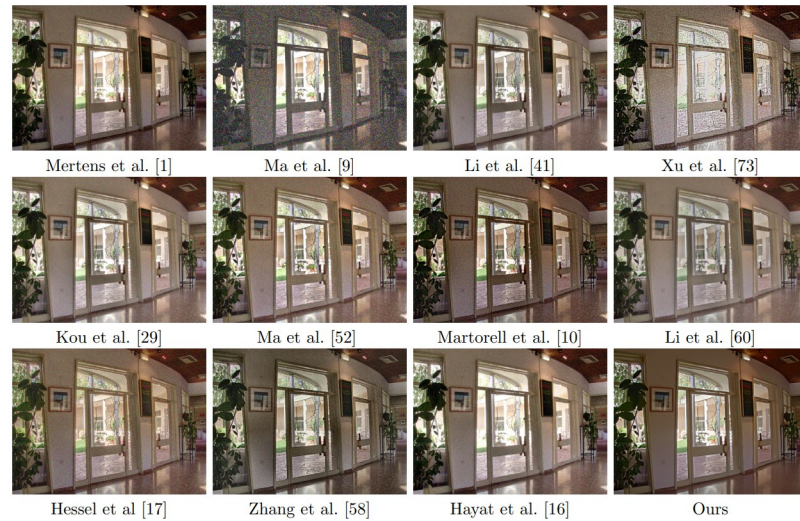 Mertens et al. [1]
Ma et al. [9]
Li et al. [41]
Xu et al. [73]
Kou et al. [29]
Ma et al. [52]
Martorell et al. [10]
Li et al. [60]
Hessel et al [17]
Zhang et al. [58]
Hayat et al. [16]
Ours